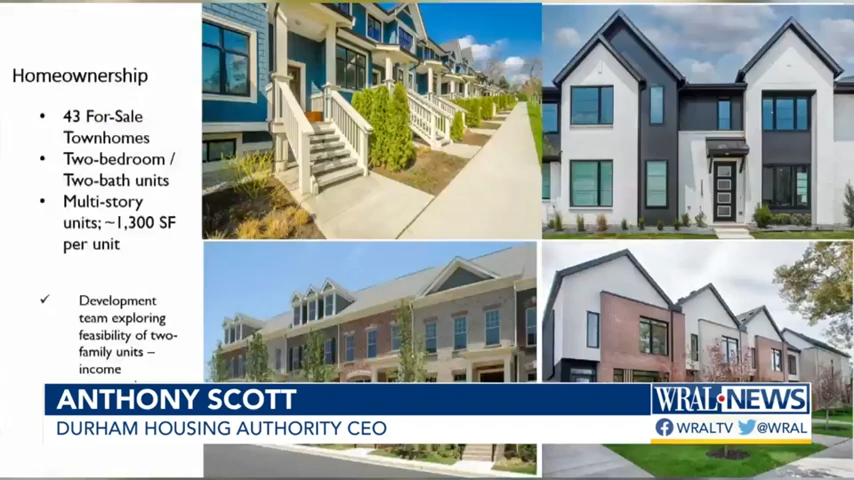 Homeownership
• 43 For-Sale
Townhomes
• Two-bedroom /
Two-bath units
• Multi-story
units; ~1,300 SF
per unit
✓ Development
team exploring
feasibility of two-
family units –
income
ANTHONY SCOTT
DURHAM HOUSING AUTHORITY CEO
WRAL NEWS
WRALTV @WRAL